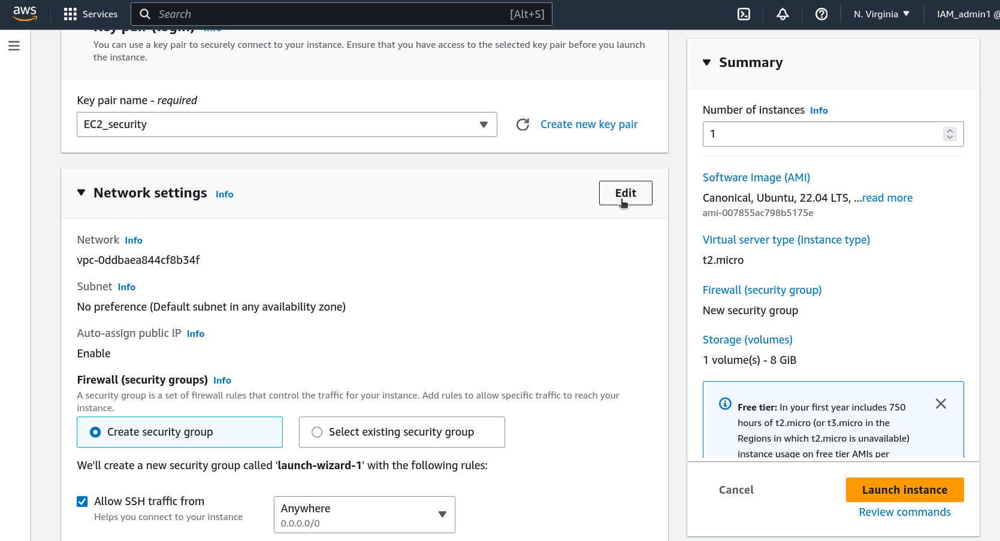 aws
Services
Search
[Alt+S]
N. Virginia
IAM_admin1 @
Key pair (login) Info
You can use a key pair to securely connect to your instance. Ensure that you have access to the selected key pair before you launch
the instance.
Key pair name - required
EC2_security
Create new key pair
Network settings Info
Edit
Network Info
vpc-0ddbaea844cf8b34f
Subnet Info
No preference (Default subnet in any availability zone)
Auto-assign public IP Info
Enable
Firewall (security groups) Info
A security group is a set of firewall rules that control the traffic for your instance. Add rules to allow specific traffic to reach your
instance.
Create security group
Select existing security group
We'll create a new security group called 'launch-wizard-1' with the following rules:
Allow SSH traffic from
Helps you connect to your instance
Anywhere
0.0.0.0/0
Summary
Number of instances Info
1
Software Image (AMI)
Canonical, Ubuntu, 22.04 LTS, ...read more
ami-007855ac798b5175e
Virtual server type (instance type)
t2.micro
Firewall (security group)
New security group
Storage (volumes)
1 volume(s) - 8 GiB
Free tier: In your first year includes 750
hours of t2.micro (or t3.micro in the
Regions in which t2.micro is unavailable)
instance usage on free tier AMIs per
Cancel
Launch instance
Review commands